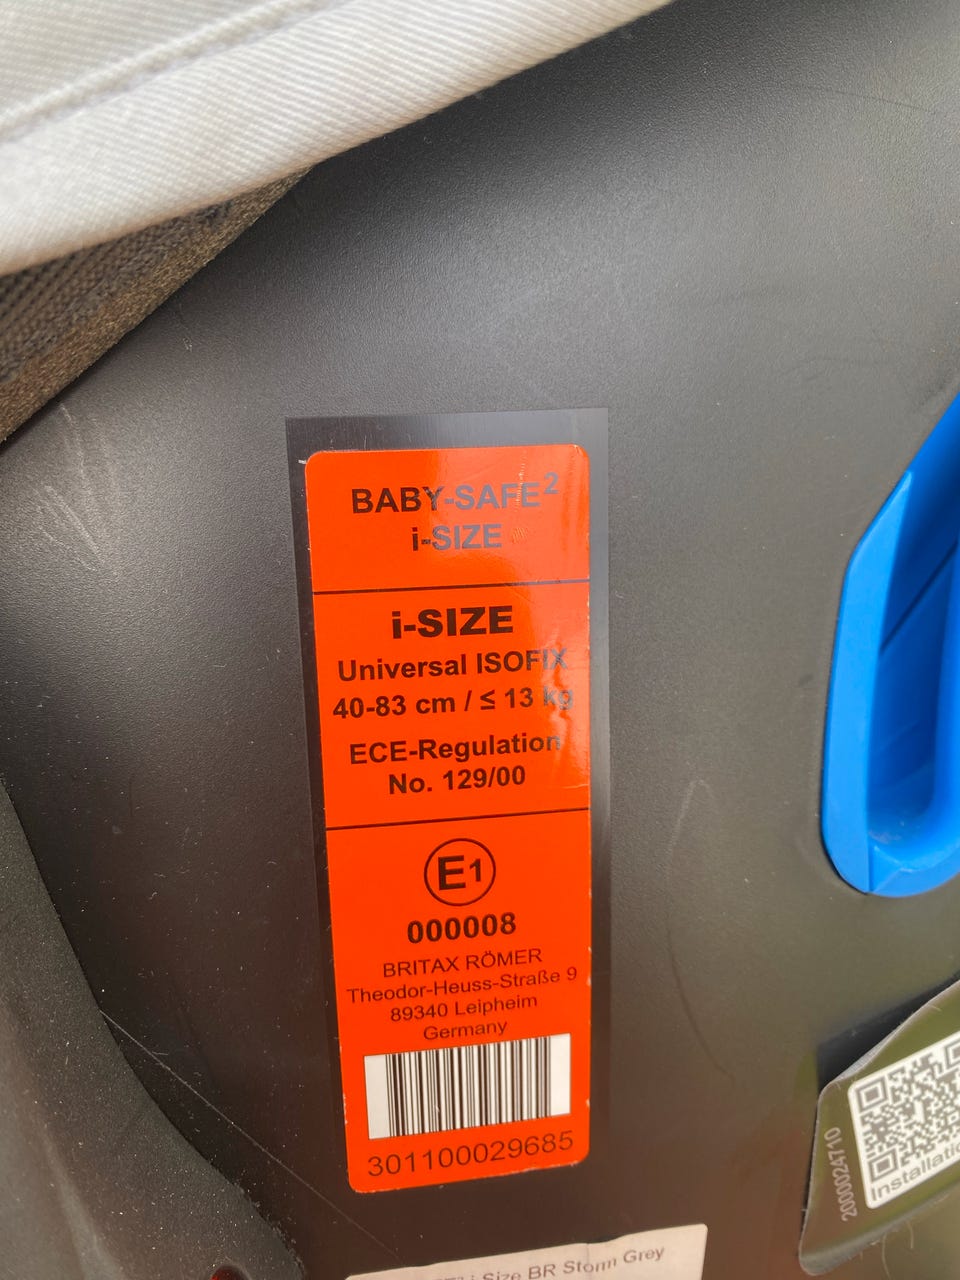 BABY-SAFE²
i-SIZE
i-SIZE
Universal ISOFIX
40-83 cm / ≤ 13 kg
ECE-Regulation
No. 129/00
E1
000008
BRITAX RÖMER
Theodor-Heuss-Straße 9
89340 Leipheim
Germany
301100029685
2000024710
i-Size BR Storm Grey